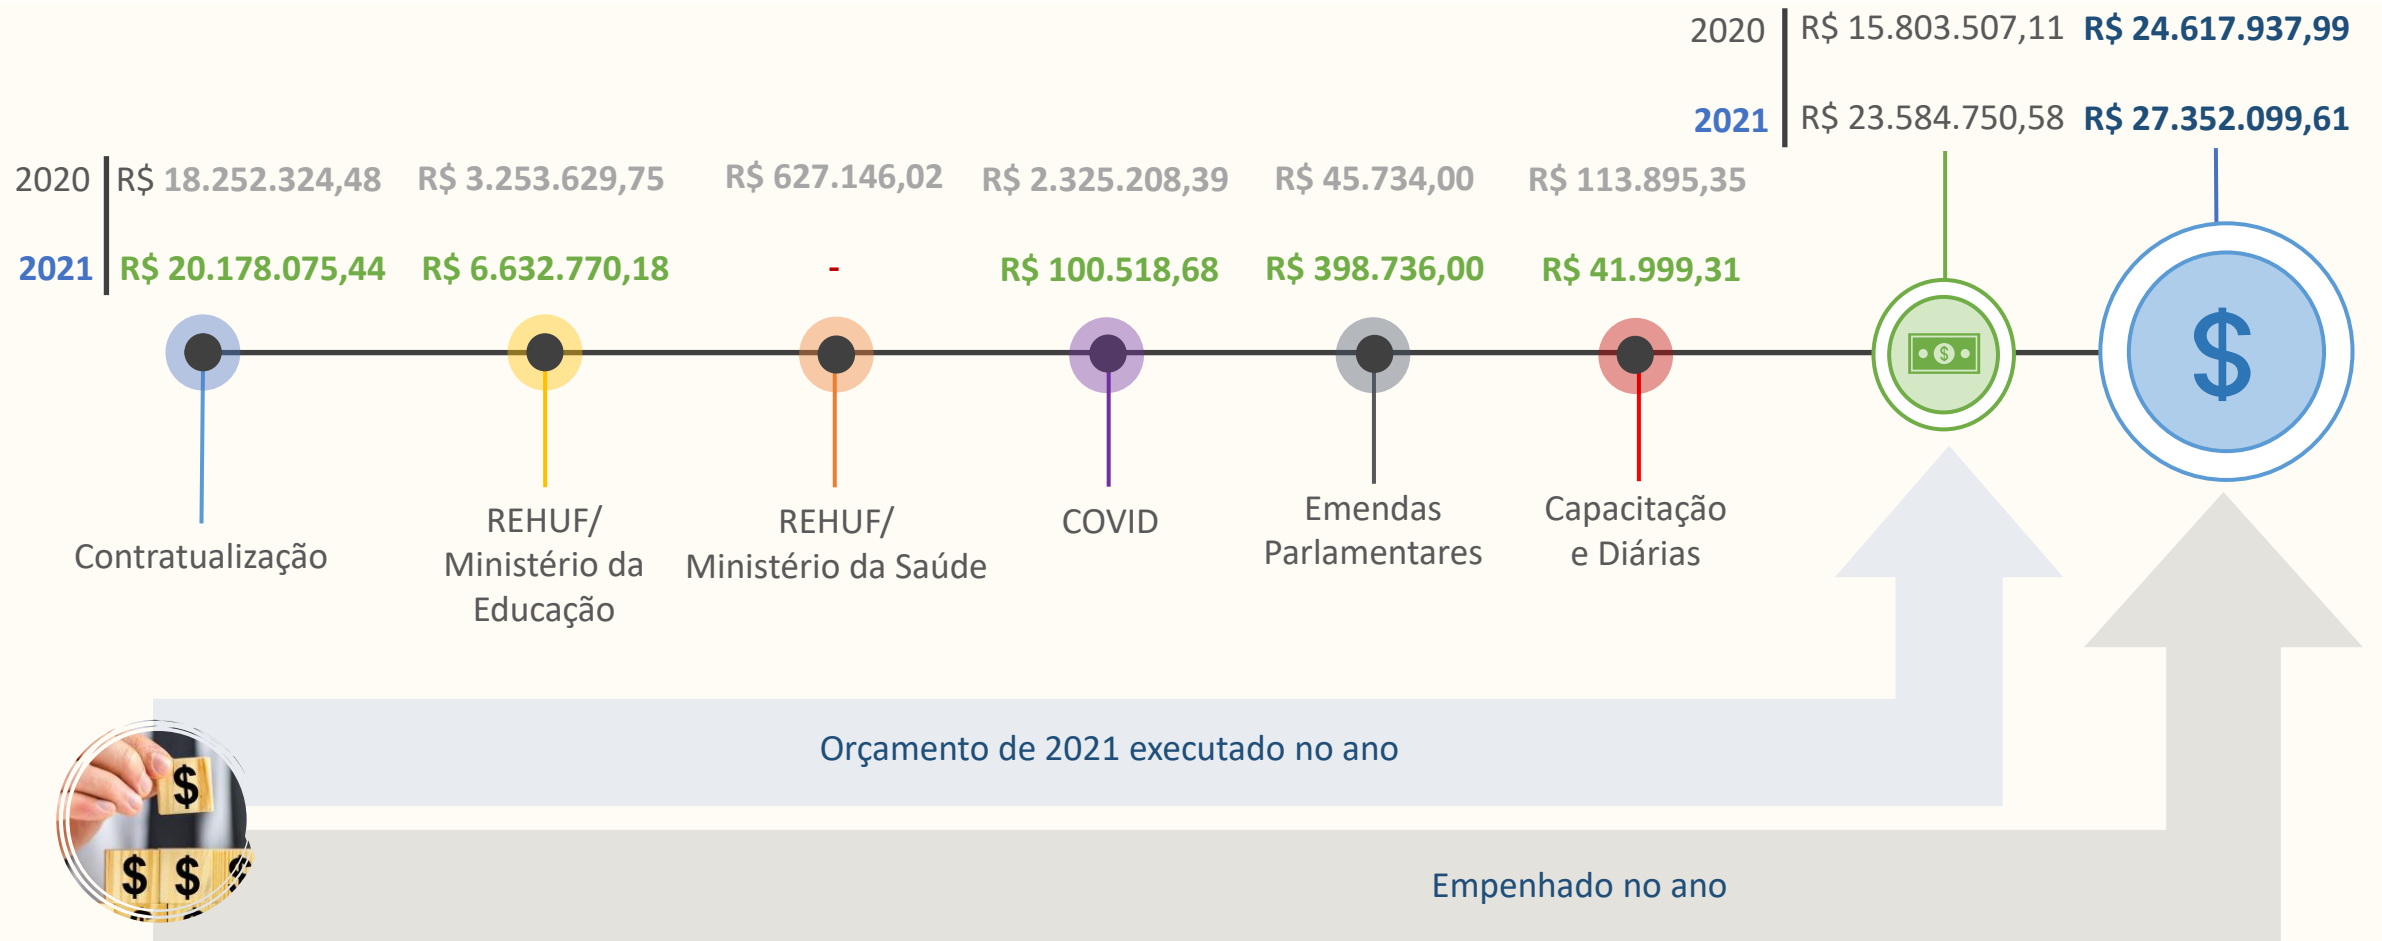 2020 R$ 15.803.507,11 R$ 24.617.937,99
2021 R$ 23.584.750,58 R$ 27.352.099,61
2020 R$ 18.252.324,48 R$ 3.253.629,75 R$ 627.146,02 R$ 2.325.208,39 R$ 45.734,00 R$ 113.895,35
2021 R$ 20.178.075,44 R$ 6.632.770,18 - R$ 100.518,68 R$ 398.736,00 R$ 41.999,31
$
$
Contratualização
REHUF/
Ministério da
Educação
REHUF/
Ministério da Saúde
COVID
Emendas
Parlamentares
Capacitação
e Diárias
Orçamento de 2021 executado no ano
$
$ $ $
Empenhado no ano